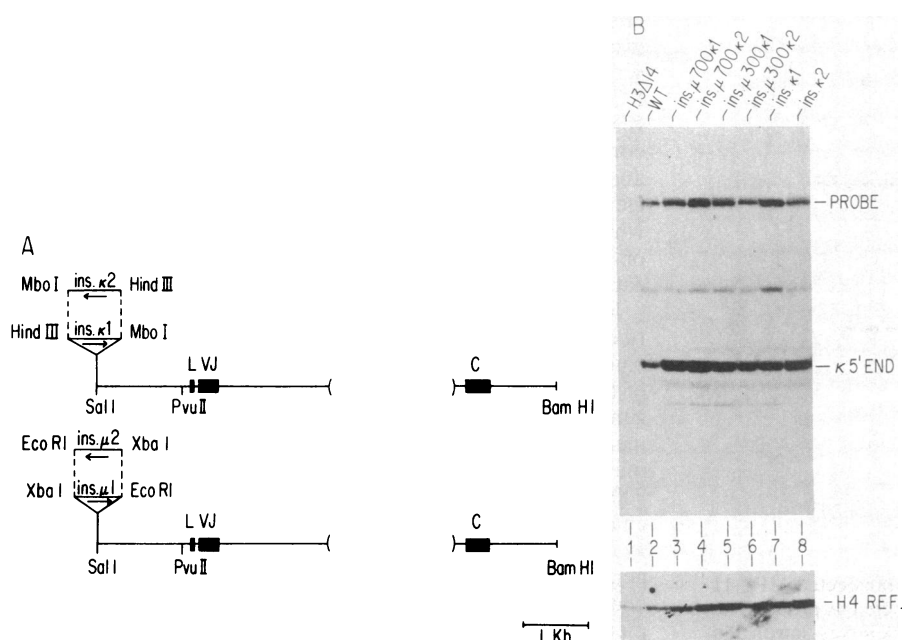 A
Mbo I ins. κ2 Hind III
Hind III ins. κ1 Mbo I
L VJ C
Sal I Pvu II Bam HI
Eco RI ins. μ2 Xba I
Xba I ins. μ1 Eco RI
L VJ C
Sal I Pvu II Bam HI
1 Kb
B
H3Δ14
WT
ins. μ700κ1
ins. μ700κ2
ins. μ300κ1
ins. μ300κ2
ins κ1
ins κ2
PROBE
κ 5' END
1 2 3 4 5 6 7 8
H4 REF.